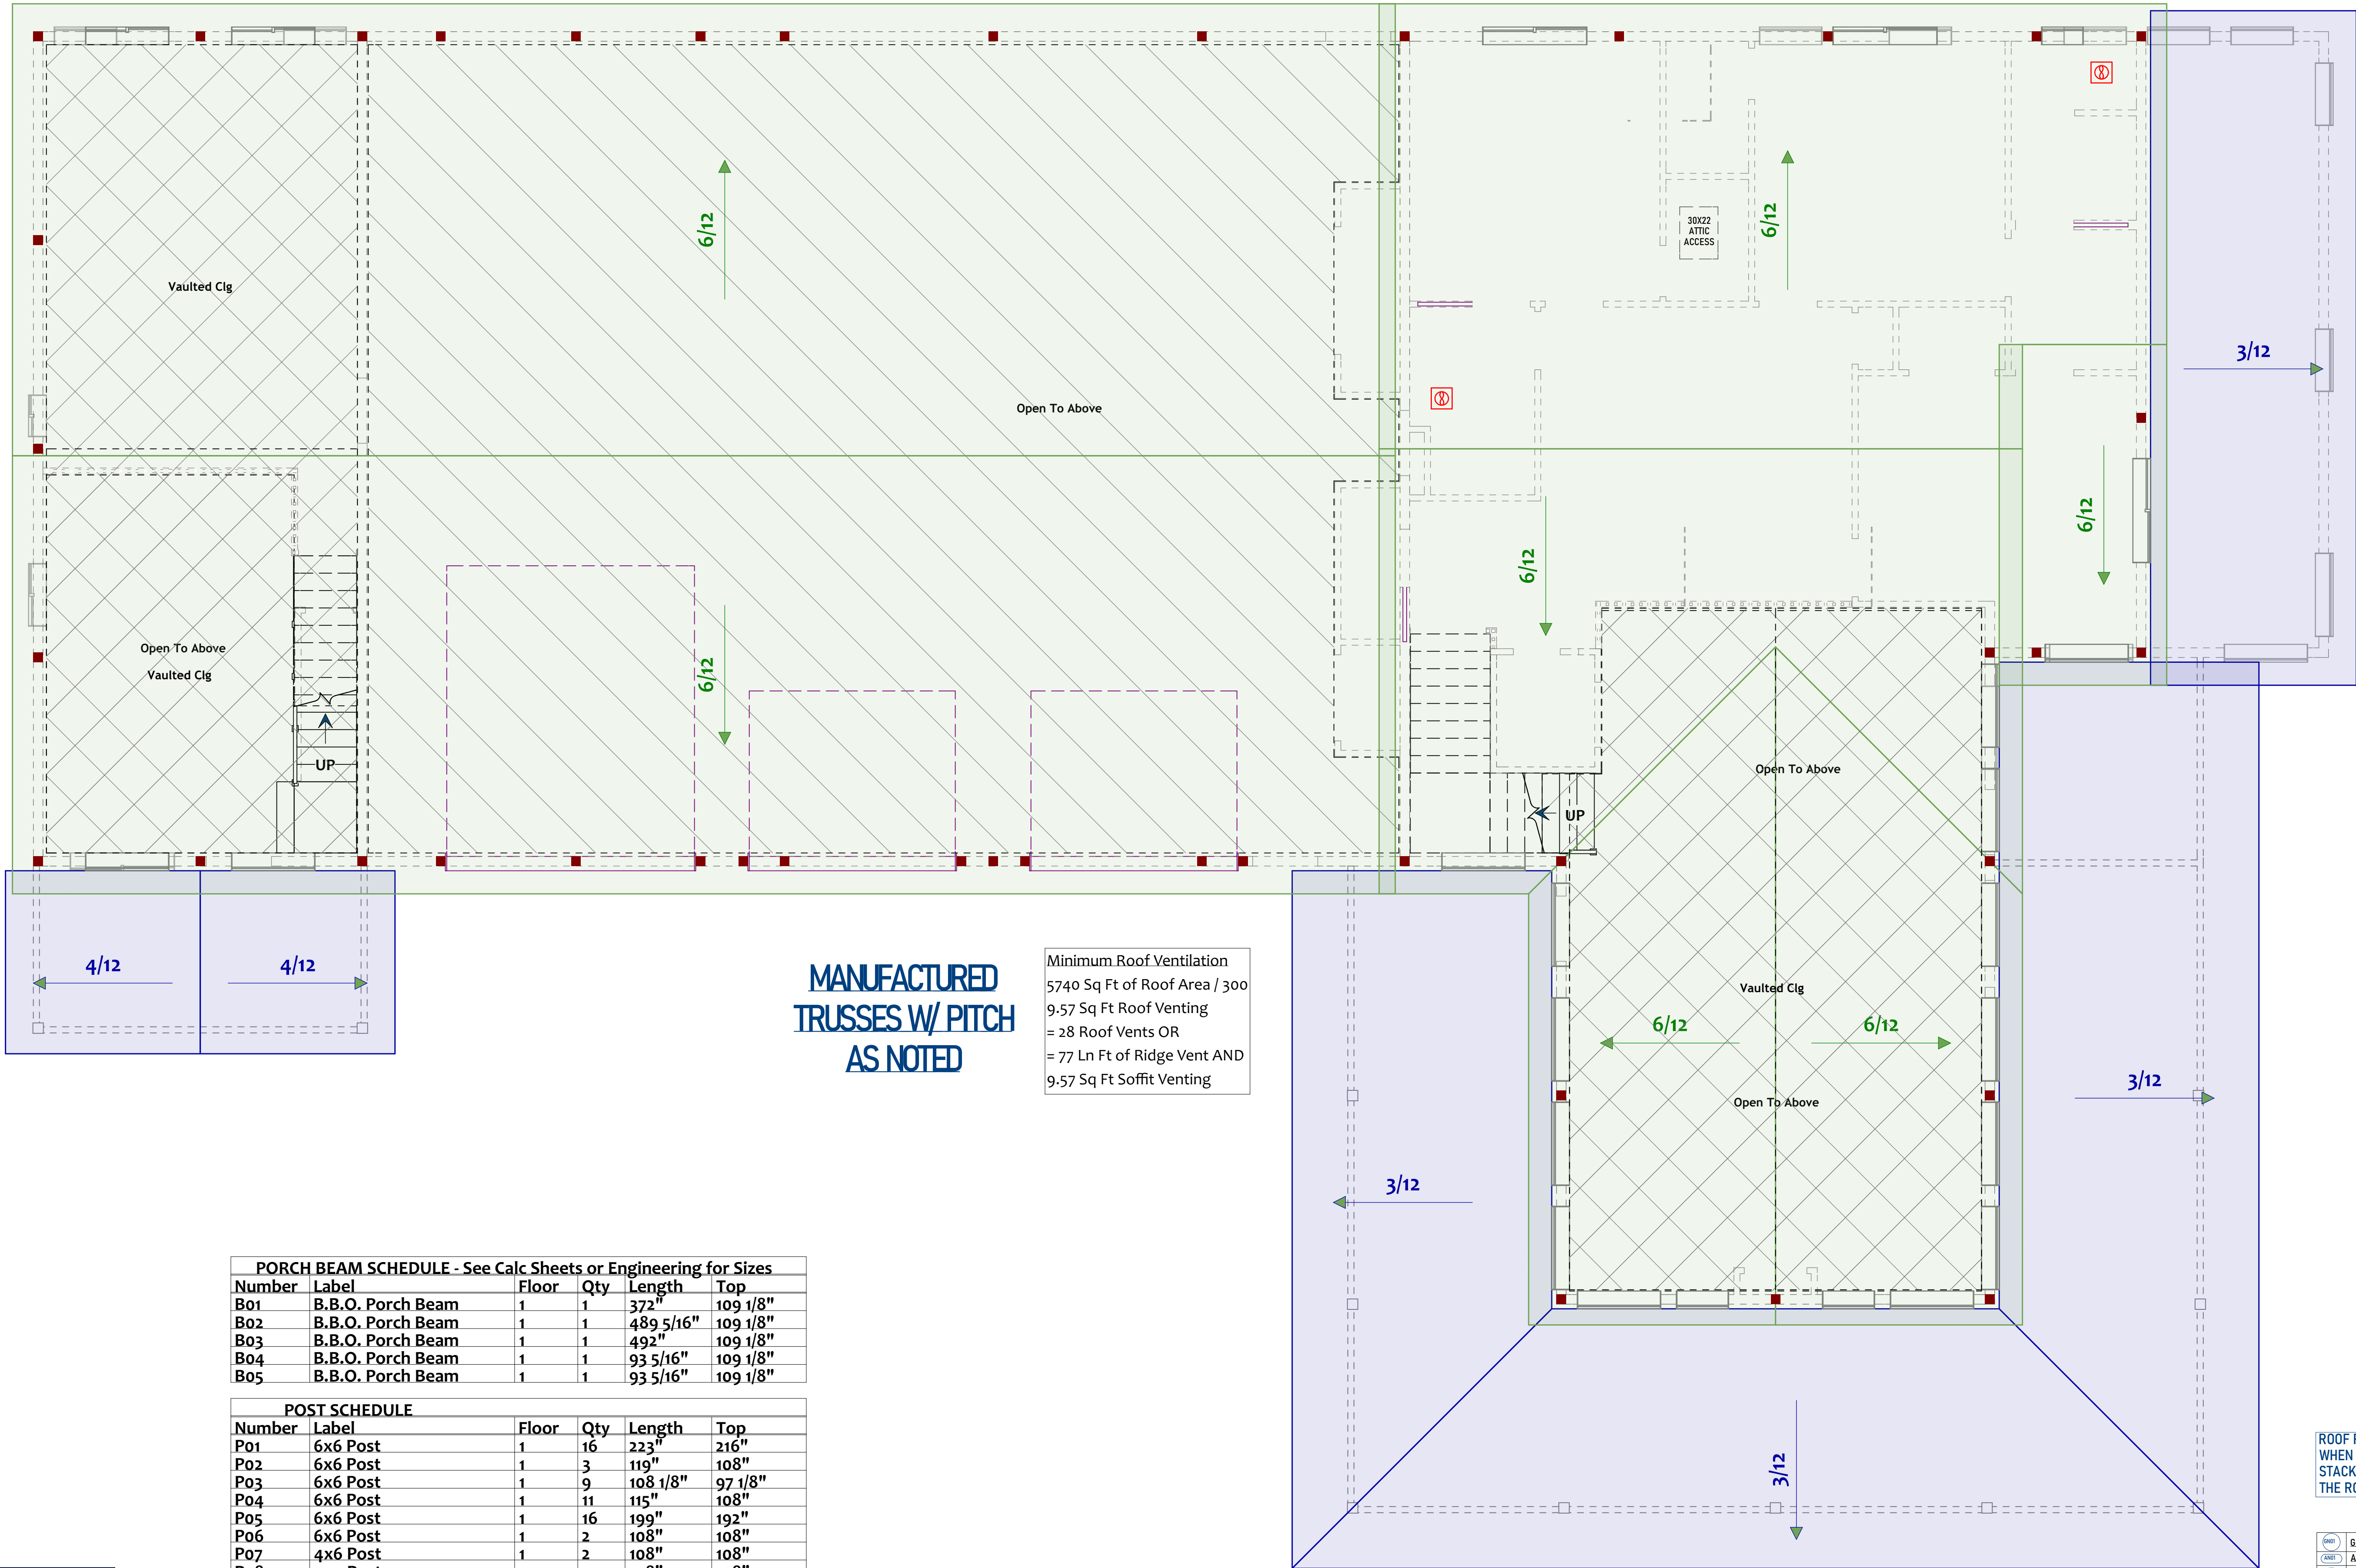 6/12
6/12
30X22
ATTIC
ACCESS
Vaulted Clg
Open To Above
3/12
6/12
6/12
6/12
Open To Above
Vaulted Clg
UP
Open To Above
UP
4/12
4/12
Vaulted Clg
6/12
6/12
Open To Above
3/12
3/12
3/12
MANUFACTURED
TRUSSES W/ PITCH
AS NOTED
Minimum Roof Ventilation
5740 Sq Ft of Roof Area / 300
9.57 Sq Ft Roof Venting
= 28 Roof Vents OR
= 77 Ln Ft of Ridge Vent AND
9.57 Sq Ft Soffit Venting
PORCH BEAM SCHEDULE - See Calc Sheets or Engineering for Sizes
Number Label Floor Qty Length Top
B01 B.B.O. Porch Beam 1 1 372" 109 1/8"
B02 B.B.O. Porch Beam 1 1 489 5/16" 109 1/8"
B03 B.B.O. Porch Beam 1 1 492" 109 1/8"
B04 B.B.O. Porch Beam 1 1 93 5/16" 109 1/8"
B05 B.B.O. Porch Beam 1 1 93 5/16" 109 1/8"
POST SCHEDULE
Number Label Floor Qty Length Top
P01 6x6 Post 1 16 223" 216"
P02 6x6 Post 1 3 119" 108"
P03 6x6 Post 1 9 108 1/8" 97 1/8"
P04 6x6 Post 1 11 115" 108"
P05 6x6 Post 1 16 199" 192"
P06 6x6 Post 1 2 108" 108"
P07 4x6 Post 1 2 108" 108"
ROOF
WHEN
STACK
THE
GN01
AN01